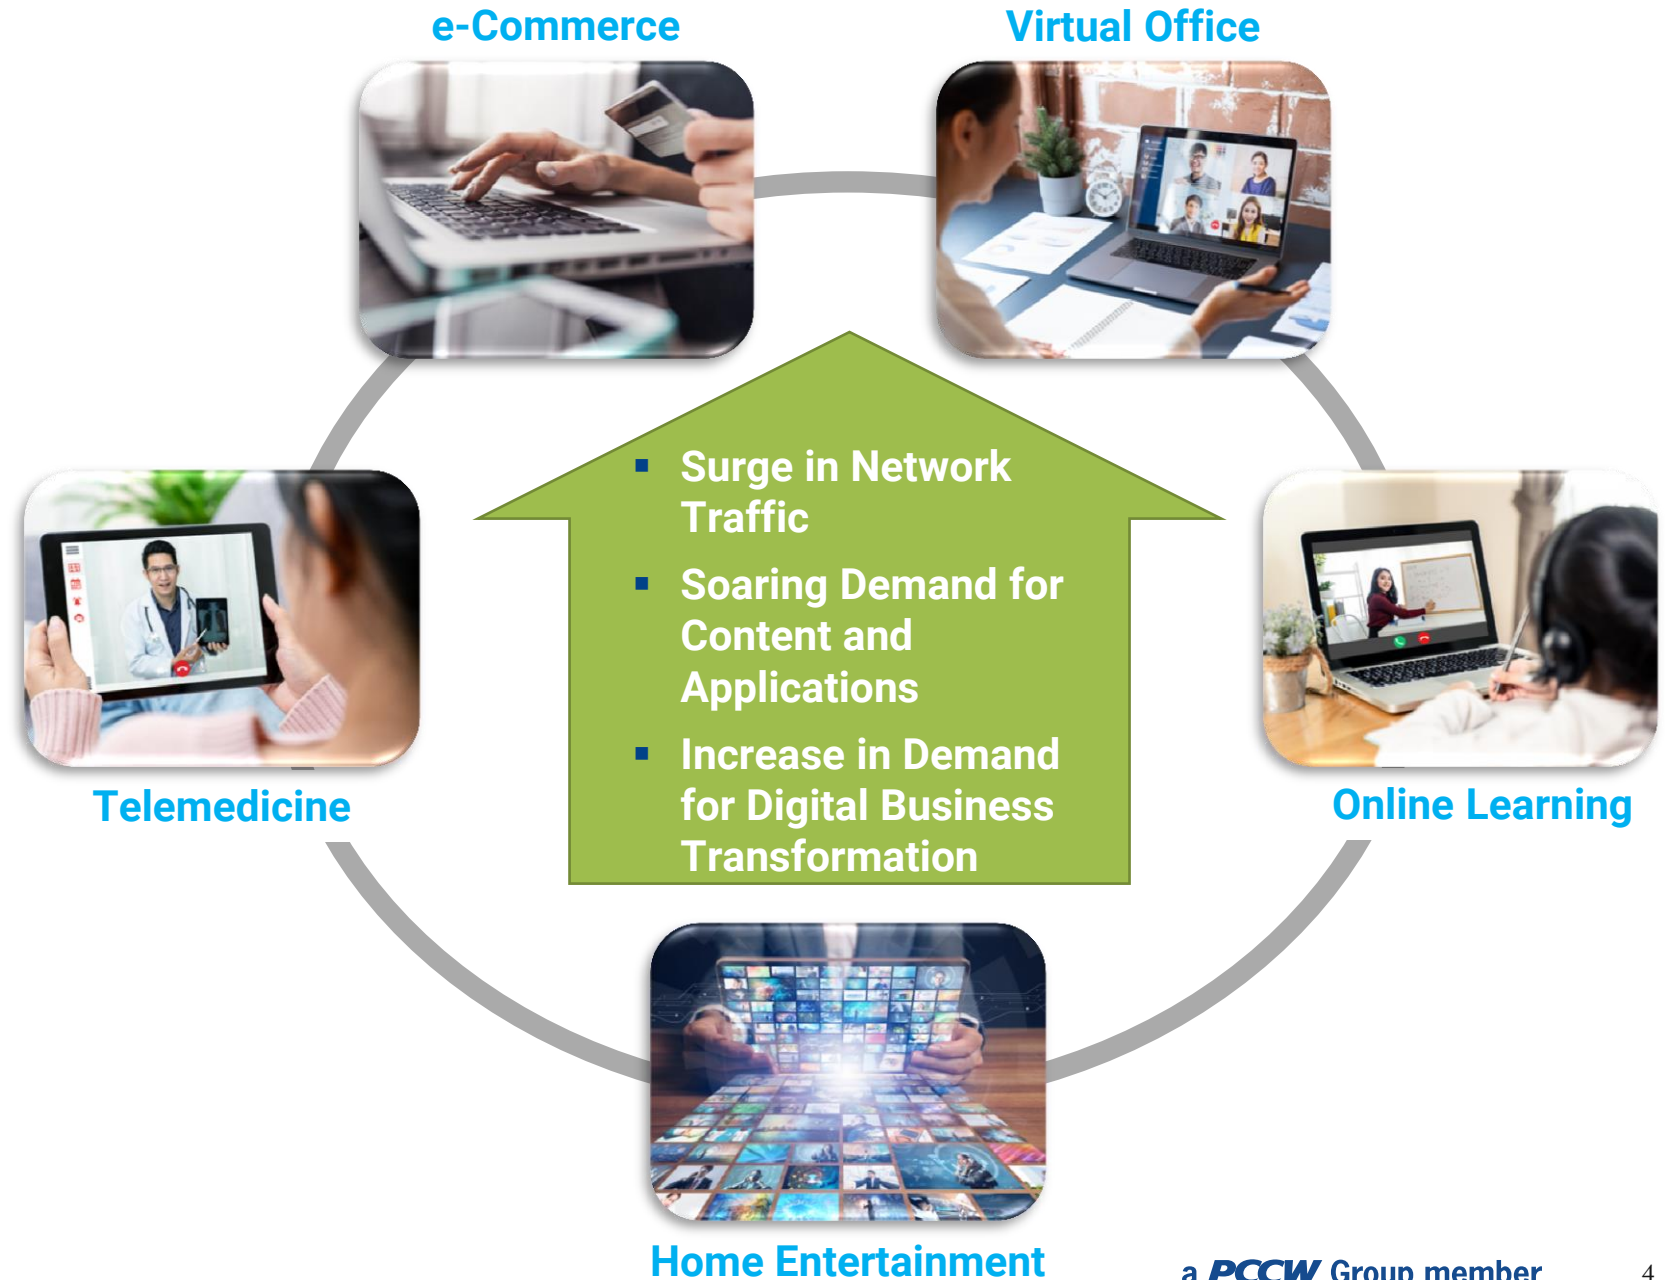 e-Commerce
Virtual Office
▪ Surge in Network
Traffic
▪ Soaring Demand for
Content and
Applications
▪ Increase in Demand
for Digital Business
Transformation
Telemedicine
Online Learning
Home Entertainment
a PCCW Group member
4